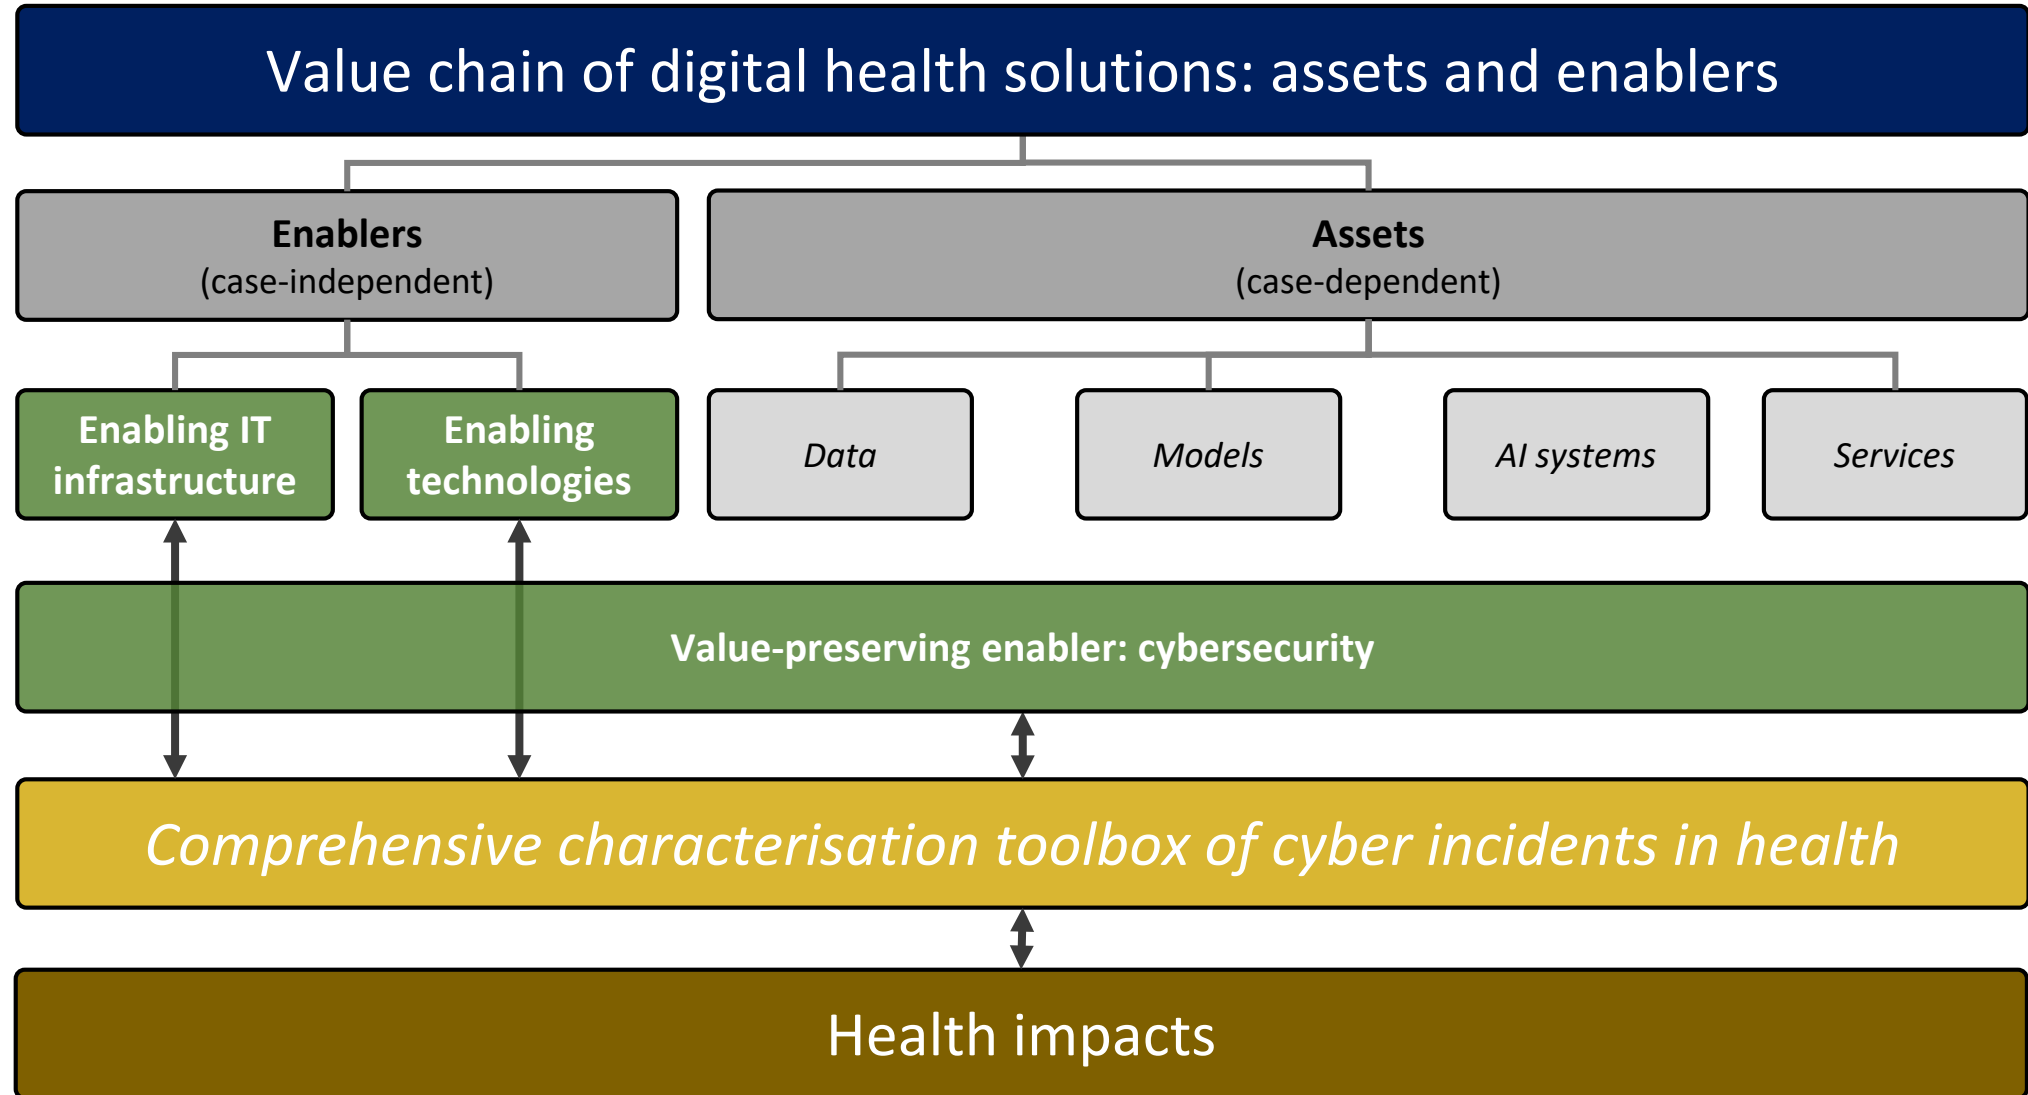 Value chain of digital health solutions: assets and enablers
Enablers
(case-independent)
Assets
(case-dependent)
Enabling IT
infrastructure
Enabling
technologies
Data
Models
AI systems
Services
Value-preserving enabler: cybersecurity
Comprehensive characterisation toolbox of cyber incidents in health
Health impacts